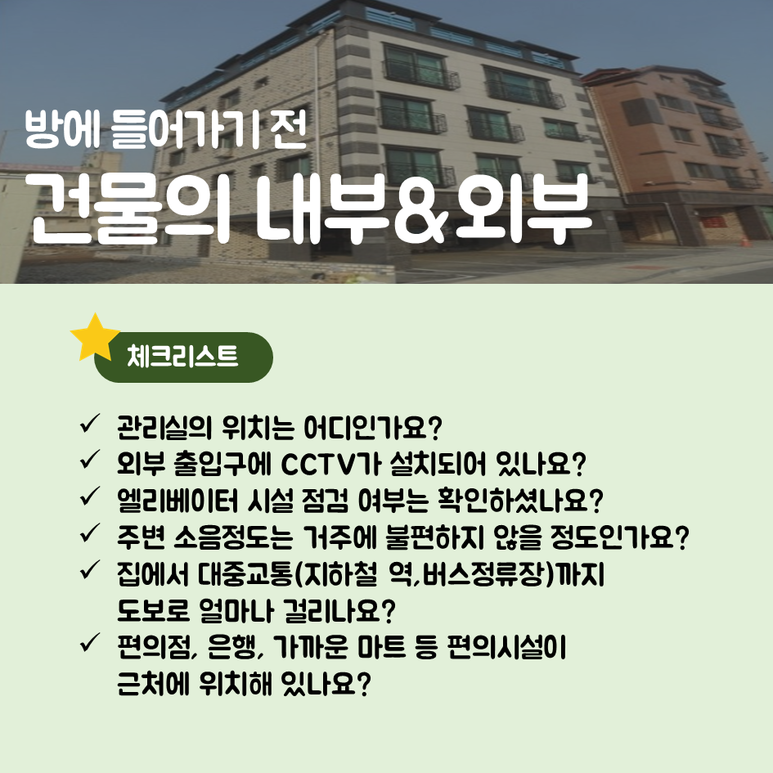 방에 들어가기 전
건물의 내부&외부
체크리스트
✓ 관리실의 위치는 어디인가요?
✓ 외부 출입구에 CCTV가 설치되어 있나요?
✓ 엘리베이터 시설 점검 여부는 확인하셨나요?
✓ 주변 소음정도는 거주에 불편하지 않을 정도인가요?
✓ 집에서 대중교통(지하철 역,버스정류장)까지
도보로 얼마나 걸리나요?
✓ 편의점, 은행, 가까운 마트 등 편의시설이
근처에 위치해 있나요?